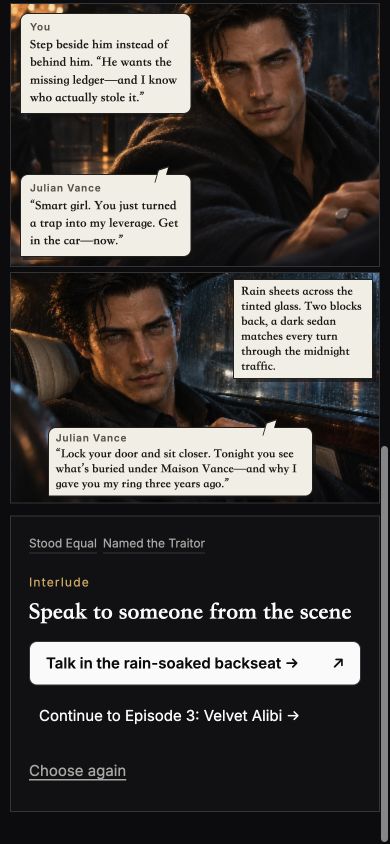 You
Step beside him instead of
behind him. “He wants the
missing ledger—and I know
who actually stole it.”
Julian Vance
“Smart girl. You just turned
a trap into my leverage. Get
in the car—now.”
Rain sheets across the
tinted glass. Two blocks
back, a dark sedan
matches every turn
through the midnight
traffic.
Julian Vance
“Lock your door and sit closer. Tonight you see
what’s buried under Maison Vance—and why I
gave you my ring three years ago.”
Stood Equal Named the Traitor
Interlude
Speak to someone from the scene
Talk in the rain-soaked backseat → ↗
Continue to Episode 3: Velvet Alibi →
Choose again